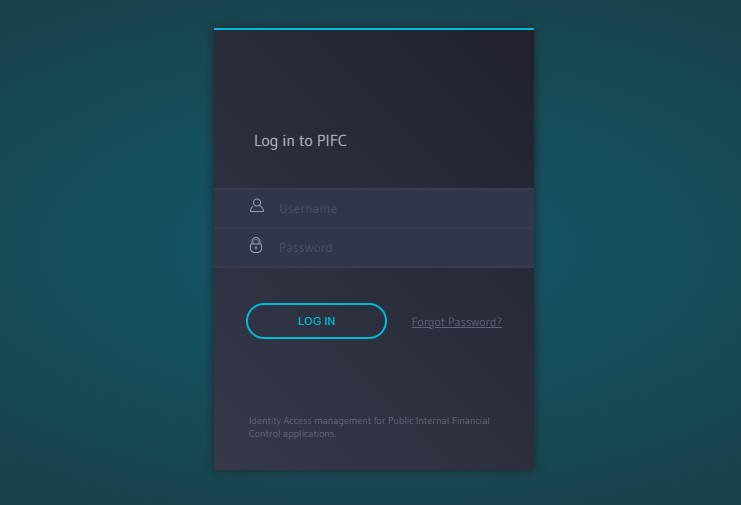 Log in to PIFC
Username
Password
LOG IN
Forgot Password?
Identity Access management for Public Internal Financial
Control applications.